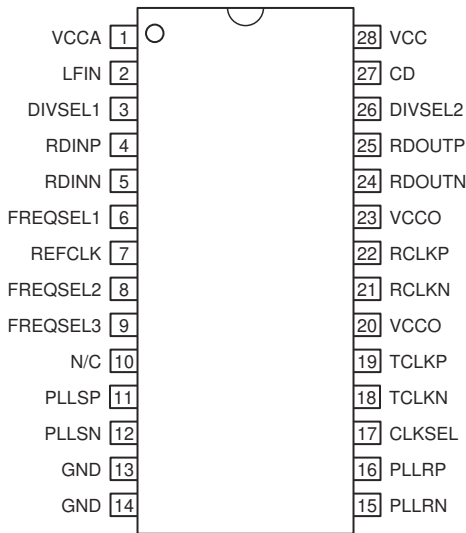 VCCA 1 28 VCC
LFIN 2 27 CD
DIVSEL1 3 26 DIVSEL2
RDINP 4 25 RDOUTP
RDINN 5 24 RDOUTN
FREQSEL1 6 23 VCCO
REFCLK 7 22 RCLKP
FREQSEL2 8 21 RCLKN
FREQSEL3 9 20 VCCO
N/C 10 19 TCLKP
PLLSP 11 18 TCLKN
PLLSN 12 17 CLKSEL
GND 13 16 PLLRP
GND 14 15 PLLRN